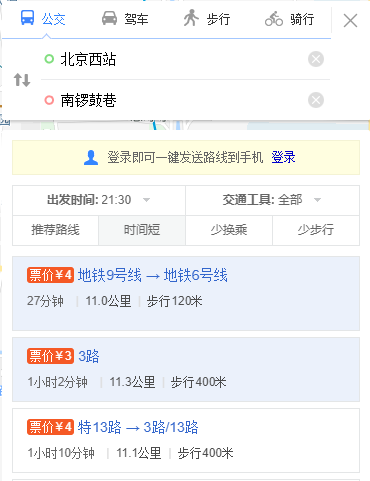 公交 驾车 步行 骑行
北京西站
南锣鼓巷
登录即可一键发送路线到手机 登录
出发时间: 21:30 交通工具: 全部
推荐路线 时间短 少换乘 少步行
票价¥4 地铁9号线 → 地铁6号线
27分钟 | 11.0公里 | 步行120米
票价¥3 3路
1小时2分钟 | 11.3公里 | 步行400米
票价¥4 特13路 → 3路/13路
1小时10分钟 | 11.1公里 | 步行400米